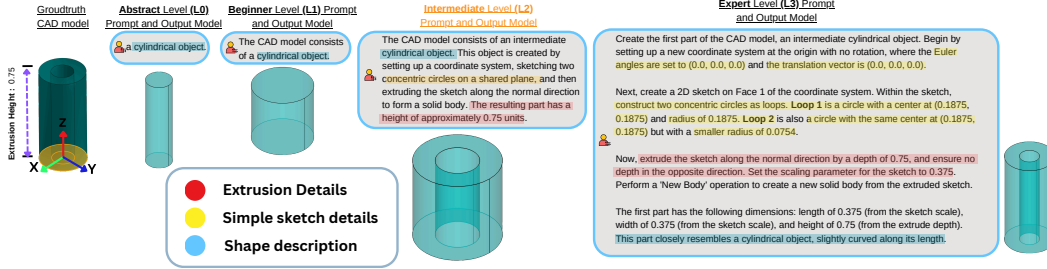 Groudtruth
CAD model
Abstract Level (L0)
Prompt and Output Model
Beginner Level (L1) Prompt
and Output Model
Intermediate Level (L2)
Prompt and Output Model
Expert Level (L3) Prompt
and Output Model
a cylindrical object.
The CAD model consists
of a cylindrical object.
The CAD model consists of an intermediate
cylindrical object. This object is created by
setting up a coordinate system, sketching two
concentric circles on a shared plane, and then
extruding the sketch along the normal direction
to form a solid body. The resulting part has a
height of approximately 0.75 units.
Create the first part of the CAD model, an intermediate cylindrical object. Begin by
setting up a new coordinate system at the origin with no rotation, where the Euler
angles are set to (0.0, 0.0, 0.0) and the translation vector is (0.0, 0.0, 0.0).
Next, create a 2D sketch on Face 1 of the coordinate system. Within the sketch,
construct two concentric circles as loops. Loop 1 is a circle with a center at (0.1875,
0.1875) and radius of 0.1875. Loop 2 is also a circle with the same center at (0.1875,
0.1875) but with a smaller radius of 0.0754.
Now, extrude the sketch along the normal direction by a depth of 0.75, and ensure no
depth in the opposite direction. Set the scaling parameter for the sketch to 0.375.
Perform a 'New Body' operation to create a new solid body from the extruded sketch.
The first part has the following dimensions: length of 0.375 (from the sketch scale),
width of 0.375 (from the sketch scale), and height of 0.75 (from the extrude depth).
This part closely resembles a cylindrical object, slightly curved along its length.
Extrusion Height : 0.75
Z
X
Y
Extrusion Details
Simple sketch details
Shape description